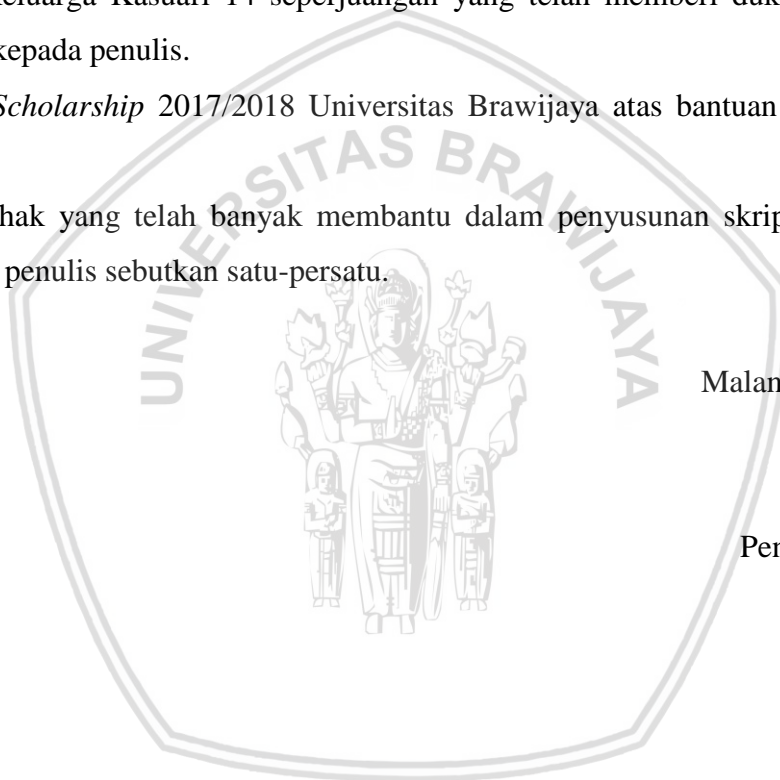 eluarga Kasuari 14 seperjuangan yang telah memberi duk
kepada penulis.
Scholarship 2017/2018 Universitas Brawijaya atas bantuan
hak yang telah banyak membantu dalam penyusunan skrip
penulis sebutkan satu-persatu.
UNIVERSITAS BRAWIJAYA
Malan
Pen